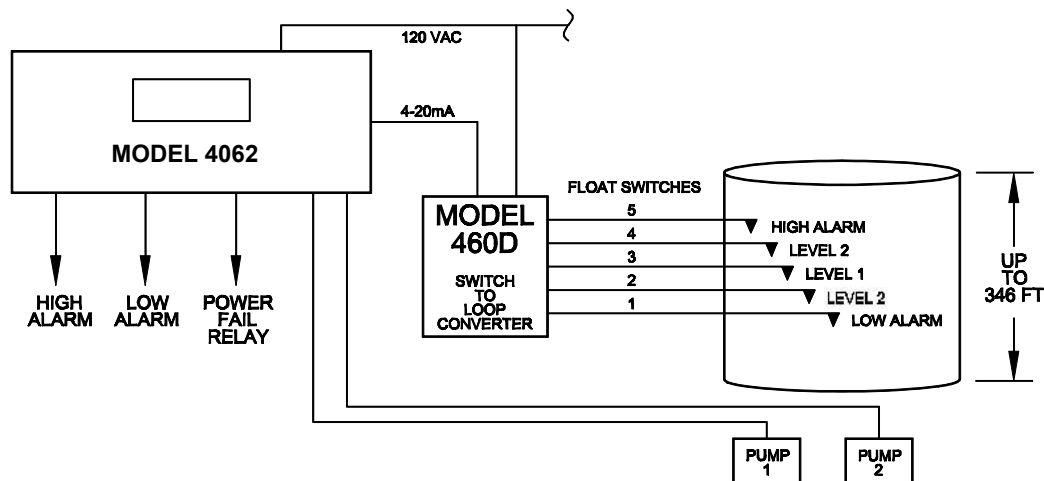 120 VAC
4-20mA
MODEL 4062
FLOAT SWITCHES
MODEL
460D
SWITCH
TO
LOOP
CONVERTER
5
4
3
2
1
HIGH ALARM
LEVEL 2
LEVEL 1
LEVEL 2
LOW ALARM
UP
TO
346 FT
HIGH
ALARM
LOW
ALARM
POWER
FAIL
RELAY
PUMP
1
PUMP
2